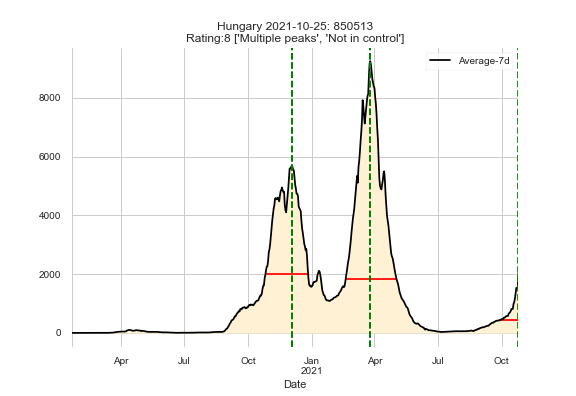 Hungary 2021-10-25: 850513
Rating:8 ['Multiple peaks', 'Not in control']
Average-7d
8000
6000
4000
2000
0
Apr
Jul
Oct
Jan
2021
Apr
Jul
Oct
Date